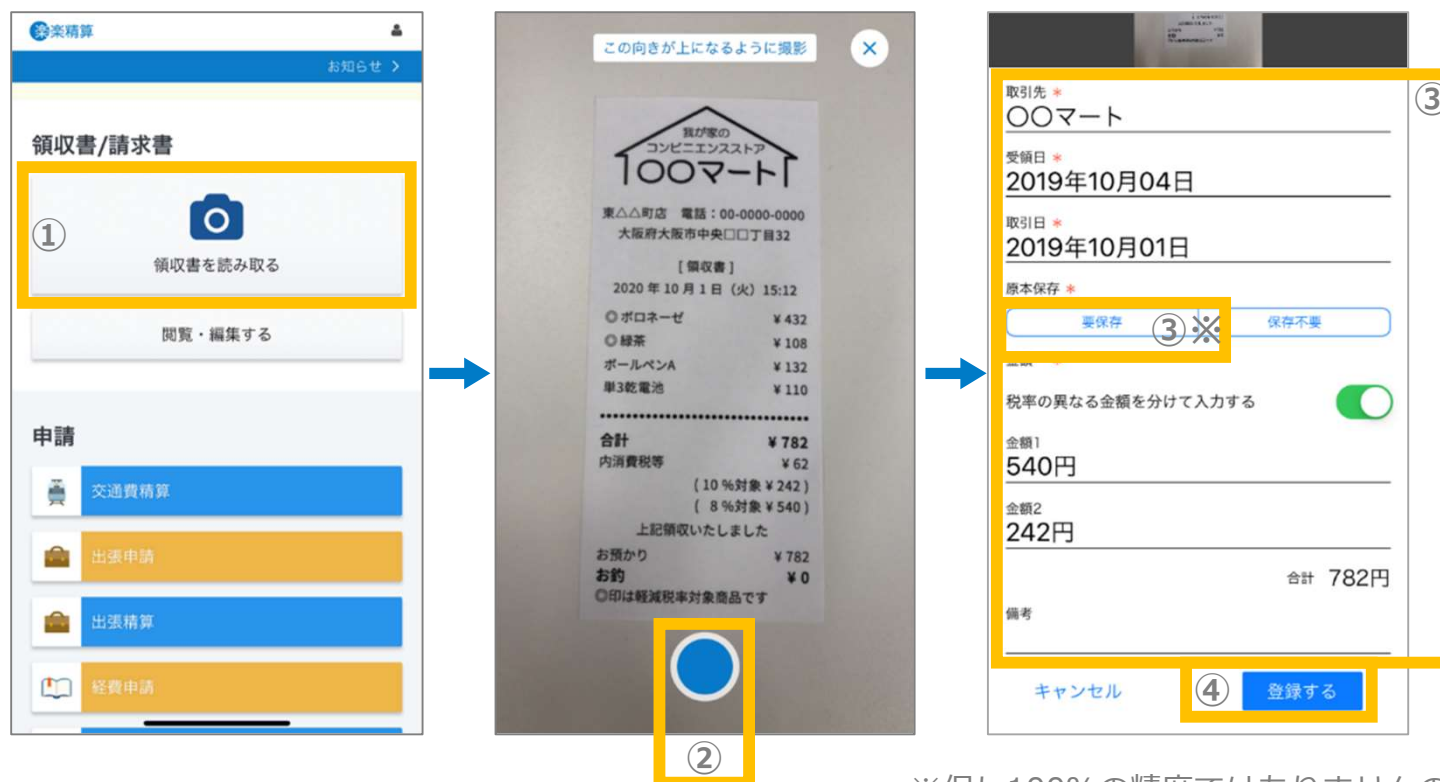 楽楽精算
お知らせ
領収書/請求書
①
領収書を読み取る
閲覧・編集する
申請
交通費精算
出張申請
出張精算
経費申請
この向きが上になるように撮影
我が家の
コンビニエンスストア
〇〇マート
東△△町店 電話：00-0000-0000
大阪府大阪市中央□□丁目32
[領収書]
2020年10月1日（火）15:12
◎ボロネーゼ ¥432
◎緑茶 ¥108
ボールペンA ¥132
単3乾電池 ¥110
合計 ¥782
内消費税等 ¥62
(10%対象 ¥242)
(8%対象 ¥540)
上記領収いたしました
お預かり ¥782
お釣 ¥0
◎印は軽減税率対象商品です
②
③
取引先 *
〇〇マート
受領日 *
2019年10月04日
取引日 *
2019年10月01日
原本保存 *
要保存 ③※ 保存不要
税率の異なる金額を分けて入力する
金額1
540円
金額2
242円
合計 782円
備考
キャンセル ④ 登録する